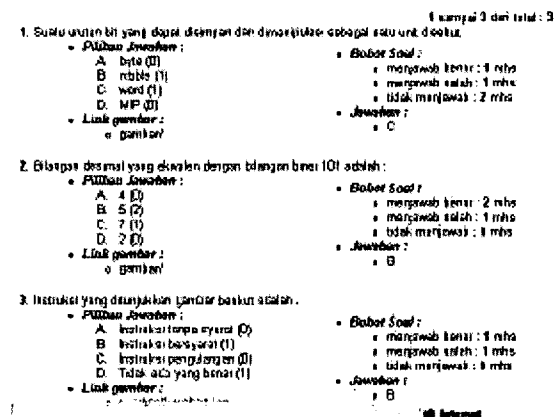 1 sampai 3 dari total : 3
1. Suatu urutan bit yang dapat disimpan dan dimanipulasi sebagai satu unit disebut
Pilihan Jawaban :
A. byte (0)
B. nibble (1)
C. word (1)
D. MIP (0)
Link gambar :
gambar/
Bobot Soal :
menjawab benar : 1 mhs
menjawab salah : 1 mhs
tidak menjawab : 2 mhs
Jawaban :
C
2. Bilangan desimal yang ekivalen dengan bilangan biner 101 adalah :
Pilihan Jawaban :
A. 4 (0)
B. 5 (2)
C. 7 (1)
D. 2 (0)
Link gambar :
gambar/
Bobot Soal :
menjawab benar : 2 mhs
menjawab salah : 1 mhs
tidak menjawab : 1 mhs
Jawaban :
B
3. Instruksi yang ditunjukkan gambar berikut adalah :
Pilihan Jawaban :
A. Instruksi tanpa syarat (0)
B. Instruksi bersyarat (1)
C. Instruksi pengulangan (0)
D. Tidak ada yang benar (1)
Link gambar :
Bobot Soal :
menjawab benar : 1 mhs
menjawab salah : 1 mhs
tidak menjawab : mhs
Jawaban :
B
Internet